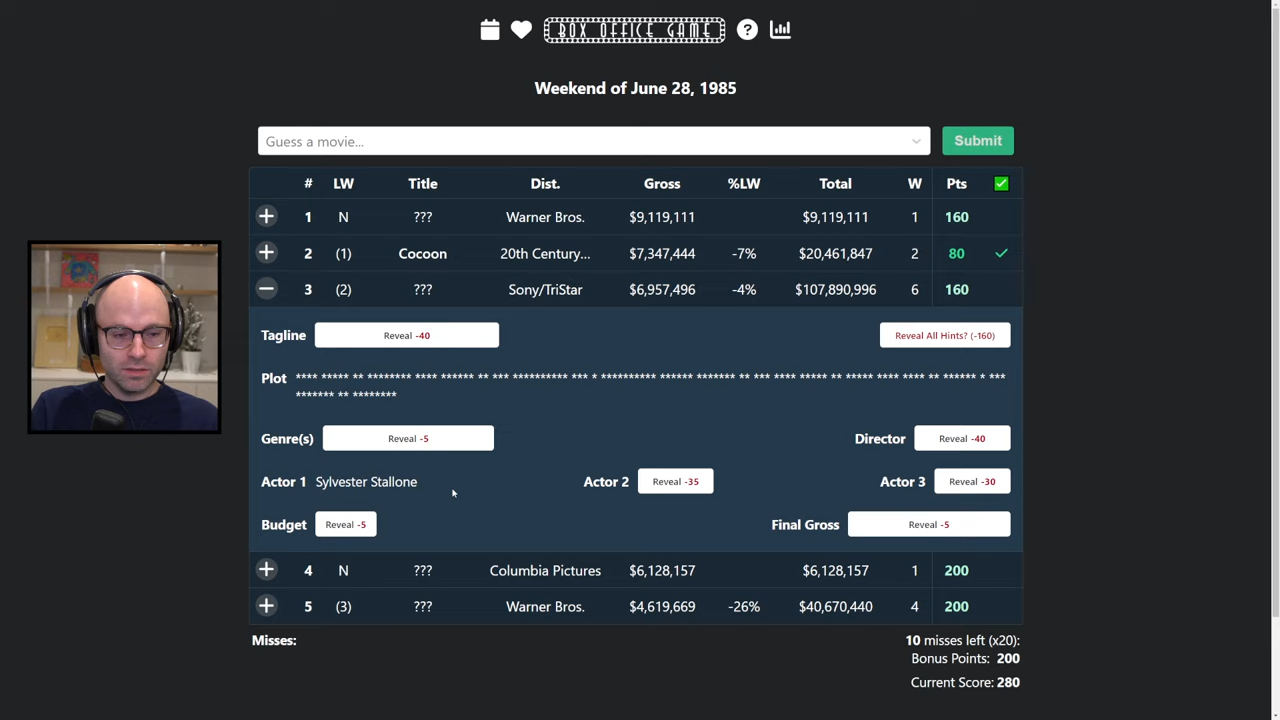 BOX OFFICE GAME ?
Weekend of June 28, 1985
Guess a movie... Submit
# LW Title Dist. Gross %LW Total W Pts
1 N ??? Warner Bros. $9,119,111 $9,119,111 1 160
2 (1) Cocoon 20th Century... $7,347,444 -7% $20,461,847 2 80
3 (2) ??? Sony/TriStar $6,957,496 -4% $107,890,996 6 160
Tagline Reveal -40 Reveal All Hints? (-160)
Plot **** ***** ** ******** **** ****** ** *** ********** *** * ********** ****** ******* ** *** **** ***** ** ***** **** **** ** ****** * ***
******* ** ********
Genre(s) Reveal -5 Director Reveal -40
Actor 1 Sylvester Stallone Actor 2 Reveal -35 Actor 3 Reveal -30
Budget Reveal -5 Final Gross Reveal -5
4 N ??? Columbia Pictures $6,128,157 $6,128,157 1 200
5 (3) ??? Warner Bros. $4,619,669 -26% $40,670,440 4 200
Misses: 10 misses left (x20):
Bonus Points: 200
Current Score: 280